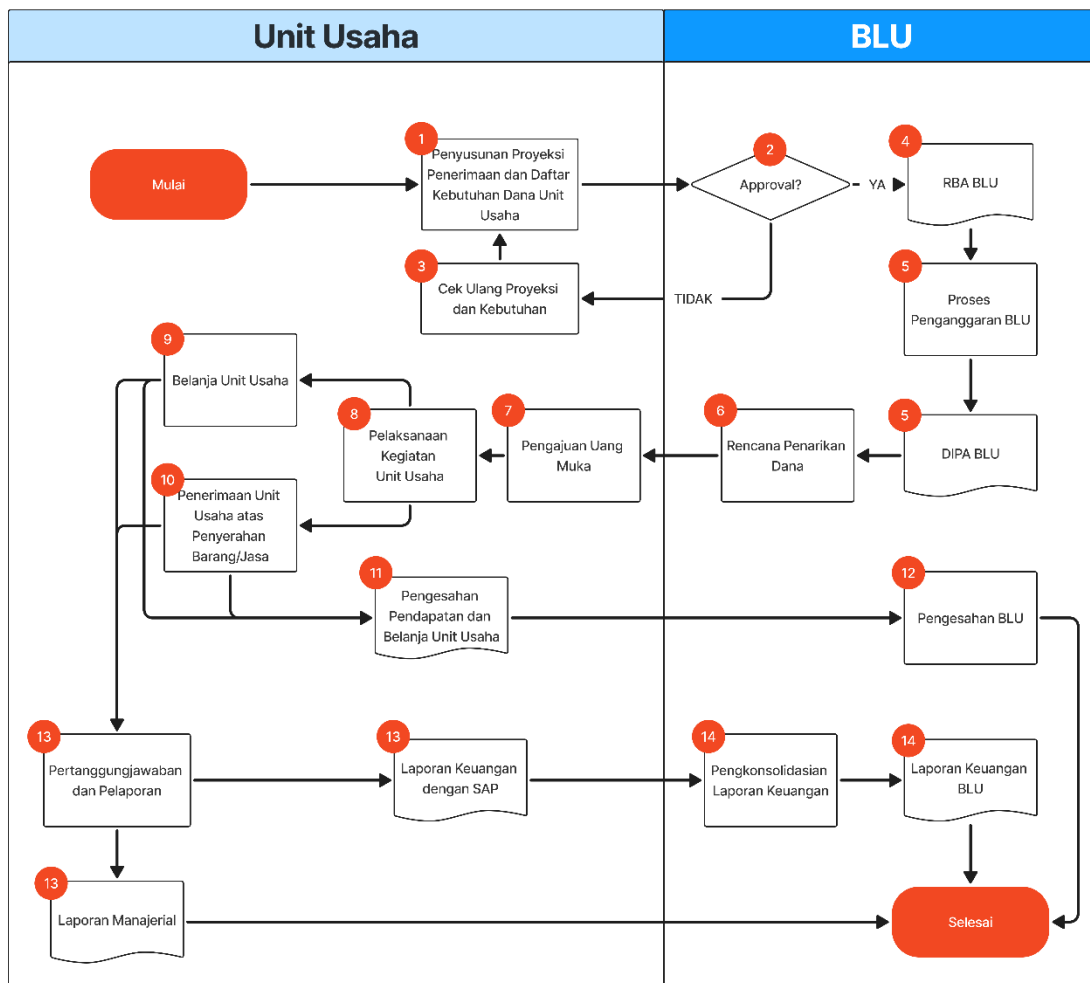 Unit Usaha
BLU
Mulai
1
Penyusunan Proyeksi
Penerimaan dan Daftar
Kebutuhan Dana Unit
Usaha
2
Approval?
YA
4
RBA BLU
3
Cek Ulang Proyeksi
dan Kebutuhan
TIDAK
5
Proses
Penganggaran BLU
9
Belanja Unit Usaha
8
Pelaksanaan
Kegiatan
Unit Usaha
7
Pengajuan Uang
Muka
6
Rencana Penarikan
Dana
5
DIPA BLU
10
Penerimaan Unit
Usaha atas
Penyerahan
Barang/Jasa
11
Pengesahan
Pendapatan dan
Belanja Unit Usaha
12
Pengesahan BLU
13
Pertanggungjawaban
dan Pelaporan
13
Laporan Keuangan
dengan SAP
14
Pengkonsolidasian
Laporan Keuangan
14
Laporan Keuangan
BLU
13
Laporan Manajerial
Selesai